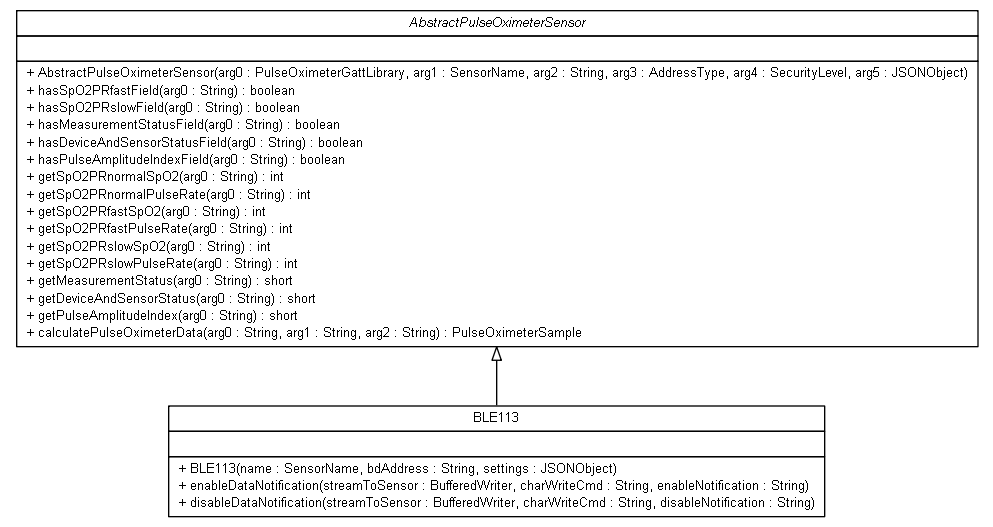 AbstractPulseOximeterSensor
+ AbstractPulseOximeterSensor(arg0 : PulseOximeterGattLibrary, arg1 : SensorName, arg2 : String, arg3 : AddressType, arg4 : SecurityLevel, arg5 : JSONObject)
+ hasSpO2PRfastField(arg0 : String) : boolean
+ hasSpO2PRslowField(arg0 : String) : boolean
+ hasMeasurementStatusField(arg0 : String) : boolean
+ hasDeviceAndSensorStatusField(arg0 : String) : boolean
+ hasPulseAmplitudeIndexField(arg0 : String) : boolean
+ getSpO2PRnormalSpO2(arg0 : String) : int
+ getSpO2PRnormalPulseRate(arg0 : String) : int
+ getSpO2PRfastSpO2(arg0 : String) : int
+ getSpO2PRfastPulseRate(arg0 : String) : int
+ getSpO2PRslowSpO2(arg0 : String) : int
+ getSpO2PRslowPulseRate(arg0 : String) : int
+ getMeasurementStatus(arg0 : String) : short
+ getDeviceAndSensorStatus(arg0 : String) : short
+ getPulseAmplitudeIndex(arg0 : String) : short
+ calculatePulseOximeterData(arg0 : String, arg1 : String, arg2 : String) : PulseOximeterSample
BLE113
+ BLE113(name : SensorName, bdAddress : String, settings : JSONObject)
+ enableDataNotification(streamToSensor : BufferedWriter, charWriteCmd : String, enableNotification : String)
+ disableDataNotification(streamToSensor : BufferedWriter, charWriteCmd : String, disableNotification : String)